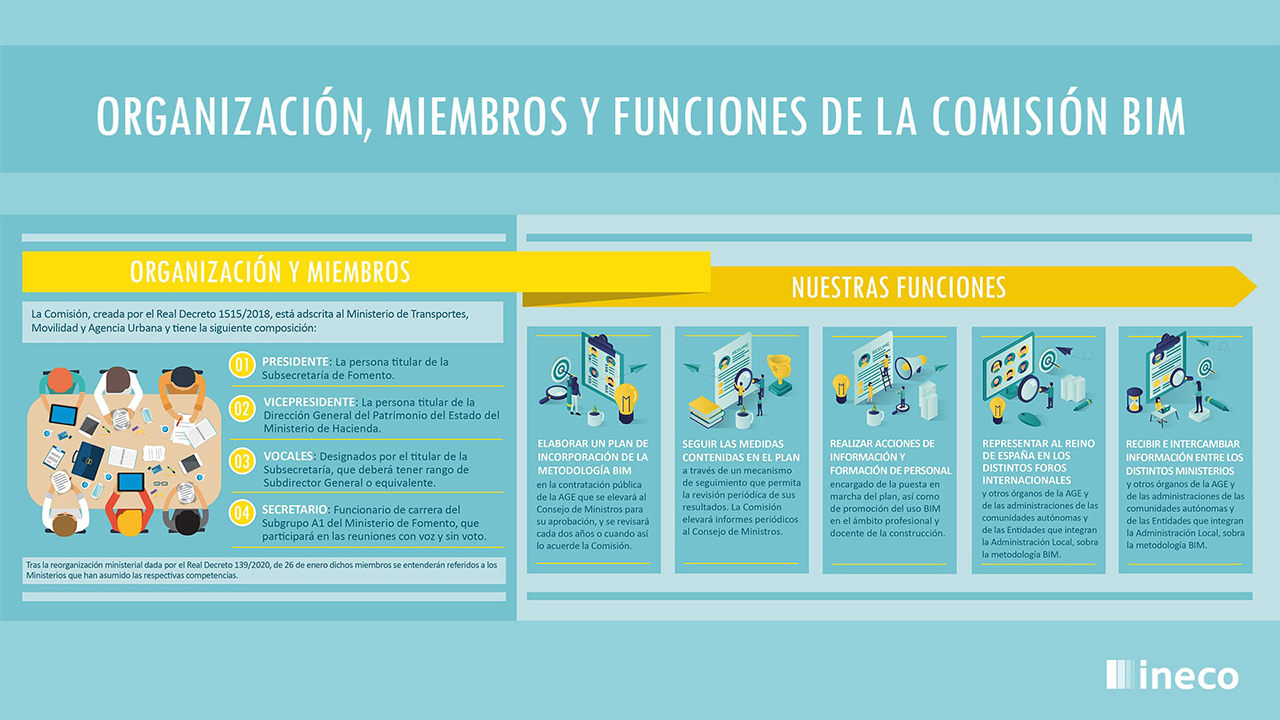 ORGANIZACIÓN, MIEMBROS Y FUNCIONES DE LA COMISIÓN BIM
ORGANIZACIÓN Y MIEMBROS
La Comisión, creada por el Real Decreto 1515/2018, está adscrita al Ministerio de Transportes,
Movilidad y Agencia Urbana y tiene la siguiente composición:
01 PRESIDENTE: La persona titular de la
Subsecretaría de Fomento.
02 VICEPRESIDENTE: La persona titular de la
Dirección General del Patrimonio del Estado del
Ministerio de Hacienda.
03 VOCALES: Designados por el titular de la
Subsecretaría, que deberá tener rango de
Subdirector General o equivalente.
04 SECRETARIO: Funcionario de carrera del
Subgrupo A1 del Ministerio de Fomento, que
participará en las reuniones con voz y sin voto.
Tras la reorganización ministerial dada por el Real Decreto 139/2020, de 26 de enero dichos miembros se entenderán referidos a los
Ministerios que han asumido las respectivas competencias.
NUESTRAS FUNCIONES
ELABORAR UN PLAN DE
INCORPORACIÓN DE LA
METODOLOGÍA BIM
en la contratación pública
de la AGE que se elevará al
Consejo de Ministros para
su aprobación, y se revisará
cada dos años o cuando así
lo acuerde la Comisión.
SEGUIR LAS MEDIDAS
CONTENIDAS EN EL PLAN
a través de un mecanismo
de seguimiento que permita
la revisión periódica de sus
resultados. La Comisión
elevará informes periódicos
al Consejo de Ministros.
REALIZAR ACCIONES DE
INFORMACIÓN Y
FORMACIÓN DE PERSONAL
encargado de la puesta en
marcha del plan, así como
de promoción del uso BIM
en el ámbito profesional y
docente de la construcción.
REPRESENTAR AL REINO
DE ESPAÑA EN LOS
DISTINTOS FOROS
INTERNACIONALES
y otros órganos de la AGE y
de las administraciones de las
comunidades autónomas y
de las Entidades que integran
la Administración Local, sobra
la metodología BIM.
RECIBIR E INTERCAMBIAR
INFORMACIÓN ENTRE LOS
DISTINTOS MINISTERIOS
y otros órganos de la AGE y
de las administraciones de las
comunidades autónomas y
de las Entidades que integran
la Administración Local, sobra
la metodología BIM.
ineco